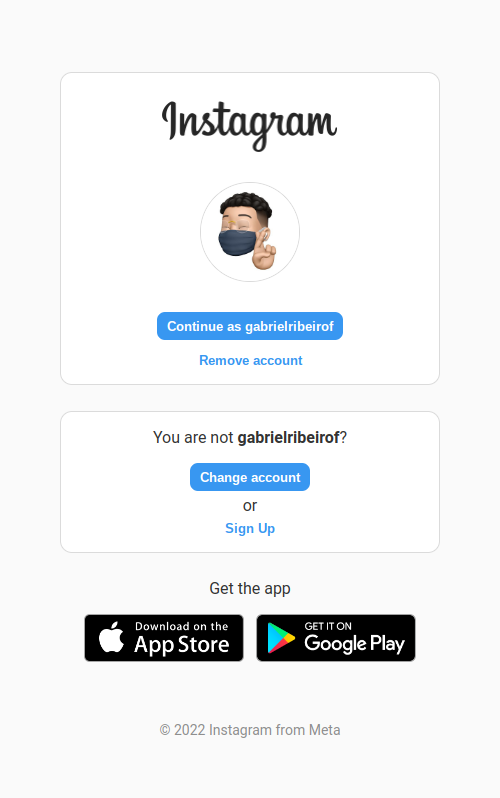 Instagram
Continue as gabrielribeirof
Remove account
You are not gabrielribeirof?
Change account
or
Sign Up
Get the app
Download on the
App Store
GET IT ON
Google Play
© 2022 Instagram from Meta